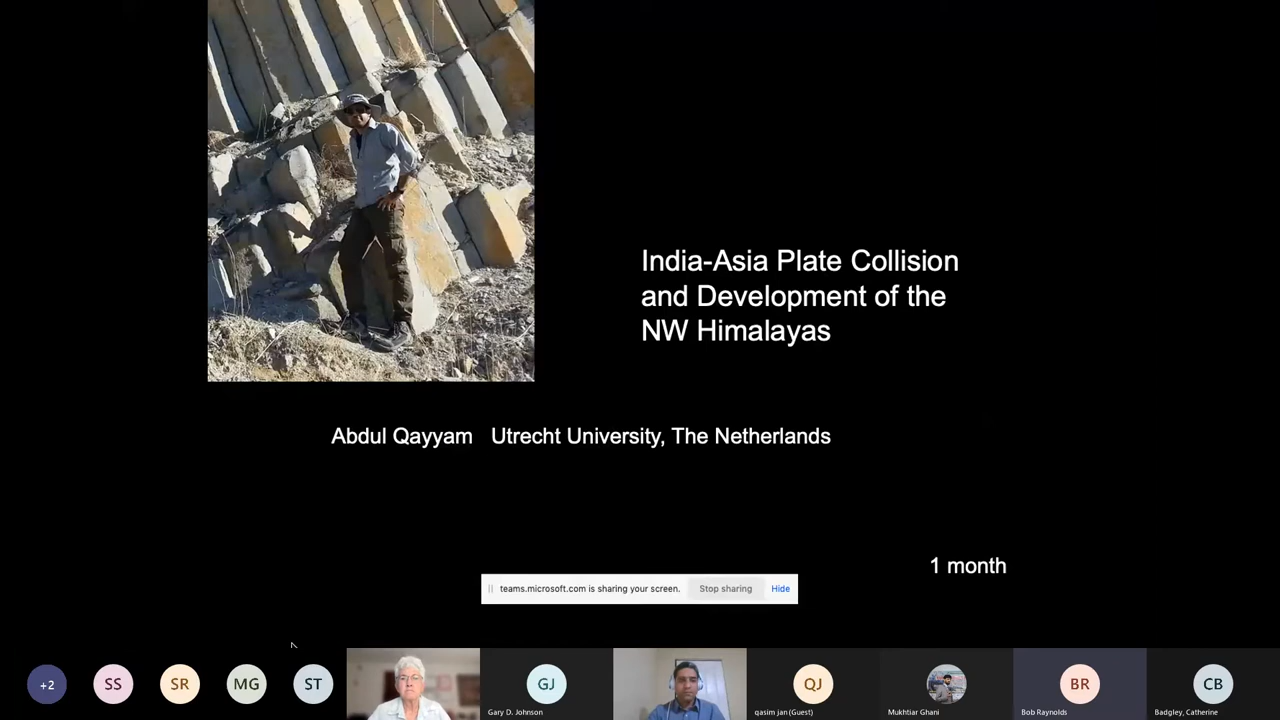 India-Asia Plate Collision
and Development of the
NW Himalayas
Abdul Qayyam Utrecht University, The Netherlands
1 month
teams.microsoft.com is sharing your screen. Stop sharing Hide
+2 SS SR MG ST GJ QJ BR CB
Gary D. Johnson qasim jan (Guest) Mukhtiar Ghani Bob Raynolds Badgley, Catherine